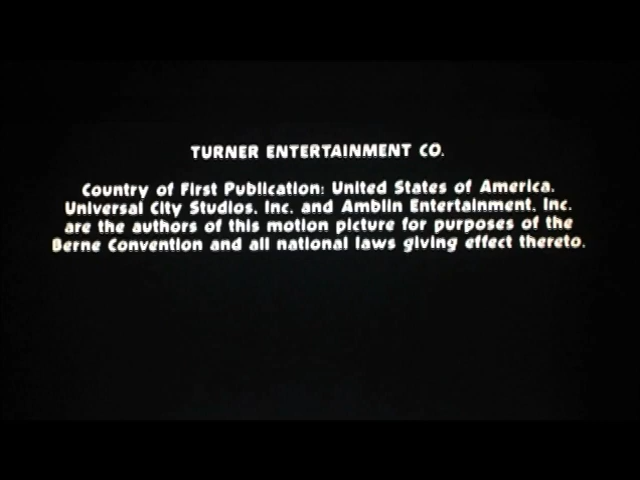 TURNER ENTERTAINMENT CO.
Country of First Publication: United States of America.
Universal City Studios, Inc. and Amblin Entertainment, Inc.
are the authors of this motion picture for purposes of the
Berne Convention and all national laws giving effect thereto.